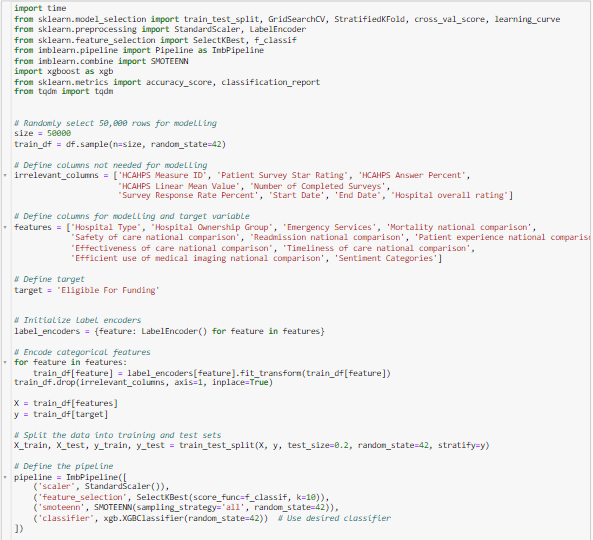 import time
from sklearn.model_selection import train_test_split, GridSearchCV, StratifiedKFold, cross_val_score, learning_curve
from sklearn.preprocessing import StandardScaler, LabelEncoder
from sklearn.feature_selection import SelectKBest, f_classif
from imblearn.pipeline import Pipeline as ImbPipeline
from imblearn.combine import SMOTEENN
import xgboost as xgb
from sklearn.metrics import accuracy_score, classification_report
from tqdm import tqdm
# Randomly select 50,000 rows for modelling
size = 50000
train_df = df.sample(n=size, random_state=42)
# Define columns not needed for modelling
irrelevant_columns = ['HCAHPS Measure ID', 'Patient Survey Star Rating', 'HCAHPS Answer Percent',
'HCAHPS Linear Mean Value', 'Number of Completed Surveys',
'Survey Response Rate Percent', 'Start Date', 'End Date', 'Hospital overall rating']
# Define columns for modelling and target variable
features = ['Hospital Type', 'Hospital Ownership Group', 'Emergency Services', 'Mortality national comparison',
'Safety of care national comparison', 'Readmission national comparison', 'Patient experience national comparis
'Effectiveness of care national comparison', 'Timeliness of care national comparison',
'Efficient use of medical imaging national comparison', 'Sentiment Categories']
# Define target
target = 'Eligible For Funding'
# Initialize label encoders
label_encoders = {feature: LabelEncoder() for feature in features}
# Encode categorical features
for feature in features:
train_df[feature] = label_encoders[feature].fit_transform(train_df[feature])
train_df.drop(irrelevant_columns, axis=1, inplace=True)
X = train_df[features]
y = train_df[target]
# Split the data into training and test sets
X_train, X_test, y_train, y_test = train_test_split(X, y, test_size=0.2, random_state=42, stratify=y)
# Define the pipeline
pipeline = ImbPipeline([
('scaler', StandardScaler()),
('feature_selection', SelectKBest(score_func=f_classif, k=10)),
('smoteenn', SMOTEENN(sampling_strategy='all', random_state=42)),
('classifier', xgb.XGBClassifier(random_state=42)) # Use desired classifier
])